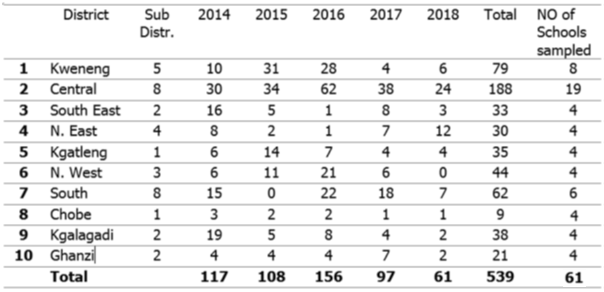 District Sub Distr. 2014 2015 2016 2017 2018 Total NO of Schools sampled
1 Kweneng 5 10 31 28 4 6 79 8
2 Central 8 30 34 62 38 24 188 19
3 South East 2 16 5 1 8 3 33 4
4 N. East 4 8 2 1 7 12 30 4
5 Kgatleng 1 6 14 7 4 4 35 4
6 N. West 3 6 11 21 6 0 44 4
7 South 8 15 0 22 18 7 62 6
8 Chobe 1 3 2 2 1 1 9 4
9 Kgalagadi 2 19 5 8 4 2 38 4
10 Ghanzi 2 4 4 4 7 2 21 4
Total 117 108 156 97 61 539 61